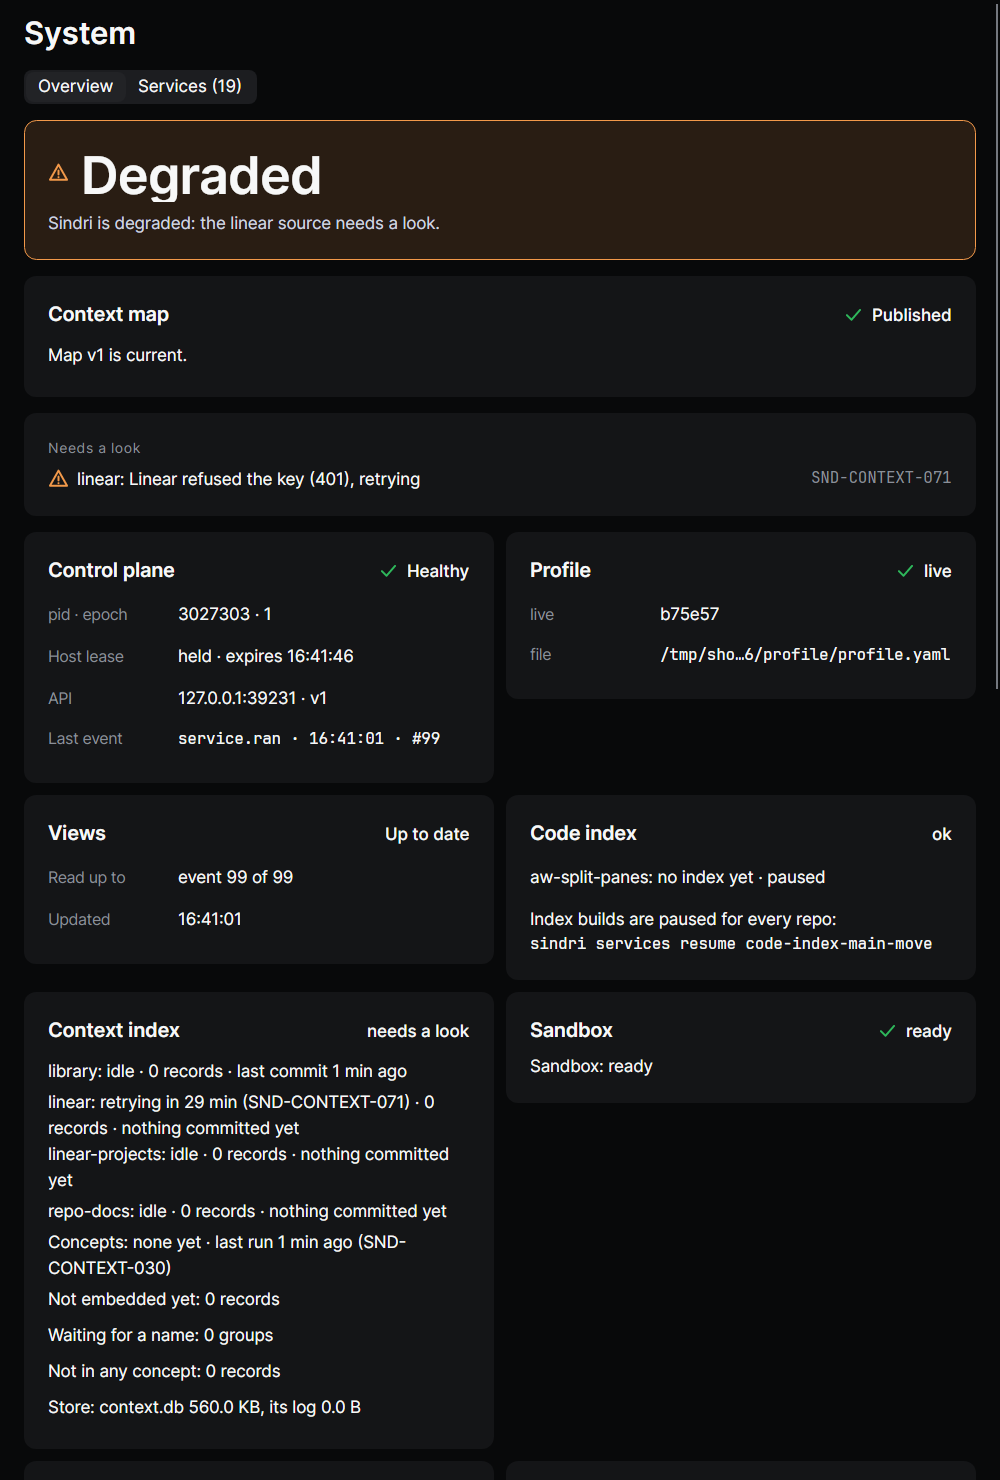 System
Overview Services (19)
Degraded
Sindri is degraded: the linear source needs a look.
Context map Published
Map v1 is current.
Needs a look
linear: Linear refused the key (401), retrying SND-CONTEXT-071
Control plane Healthy
pid · epoch 3027303 · 1
Host lease held · expires 16:41:46
API 127.0.0.1:39231 · v1
Last event service.ran · 16:41:01 · #99
Profile live
live b75e57
file /tmp/sho…6/profile/profile.yaml
Views Up to date
Read up to event 99 of 99
Updated 16:41:01
Code index ok
aw-split-panes: no index yet · paused
Index builds are paused for every repo:
sindri services resume code-index-main-move
Context index needs a look
library: idle · 0 records · last commit 1 min ago
linear: retrying in 29 min (SND-CONTEXT-071) · 0
records · nothing committed yet
linear-projects: idle · 0 records · nothing committed
yet
repo-docs: idle · 0 records · nothing committed yet
Concepts: none yet · last run 1 min ago (SND-
CONTEXT-030)
Not embedded yet: 0 records
Waiting for a name: 0 groups
Not in any concept: 0 records
Store: context.db 560.0 KB, its log 0.0 B
Sandbox ready
Sandbox: ready